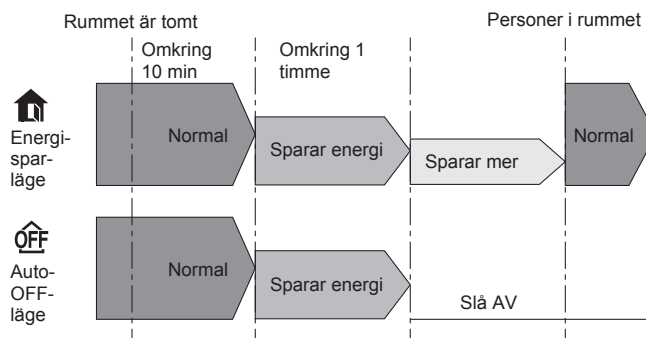 Rummet är tomt
Personer i rummet
Omkring
10 min
Omkring 1
timme
Energi-
spar-
läge
Normal
Sparar energi
Sparar mer
Normal
OFF
Auto-
OFF-
läge
Normal
Sparar energi
Slå AV